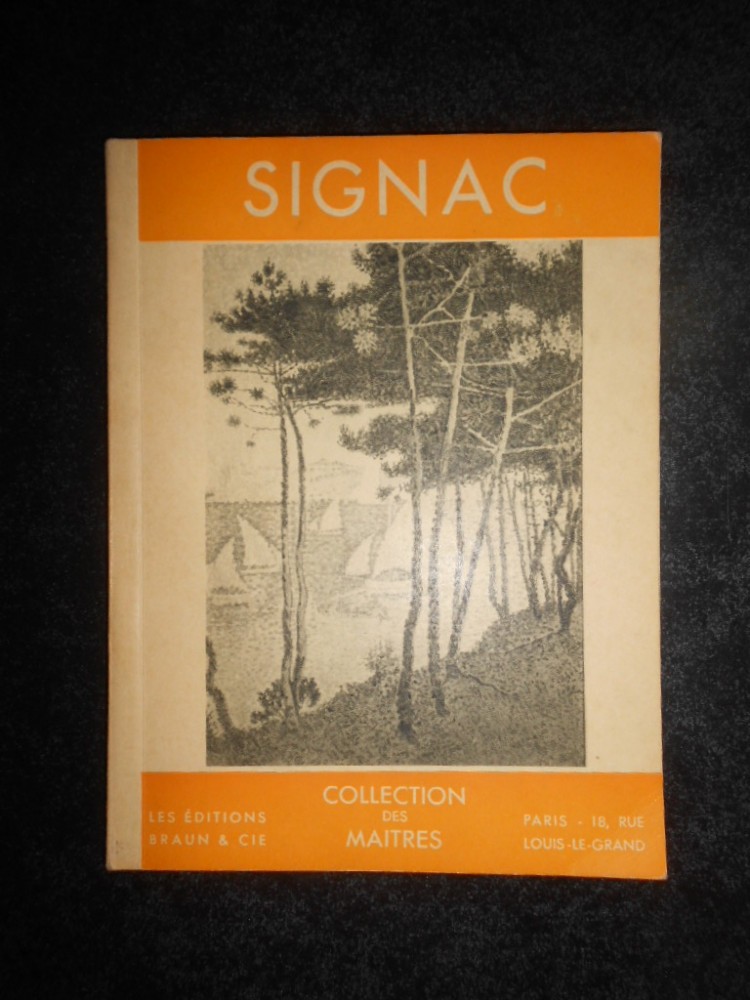 SIGNAC
LES ÉDITIONS
BRAUN & CIE
COLLECTION
DES
MAITRES
PARIS - 18, RUE
LOUIS-LE-GRAND